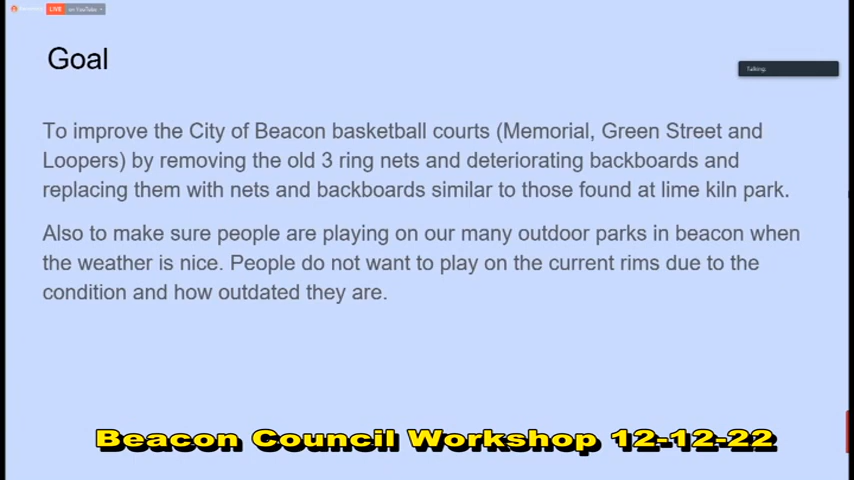 LIVE on YouTube
Goal
Talking:
To improve the City of Beacon basketball courts (Memorial, Green Street and
Loopers) by removing the old 3 ring nets and deteriorating backboards and
replacing them with nets and backboards similar to those found at lime kiln park.
Also to make sure people are playing on our many outdoor parks in beacon when
the weather is nice. People do not want to play on the current rims due to the
condition and how outdated they are.
Beacon Council Workshop 12-12-22